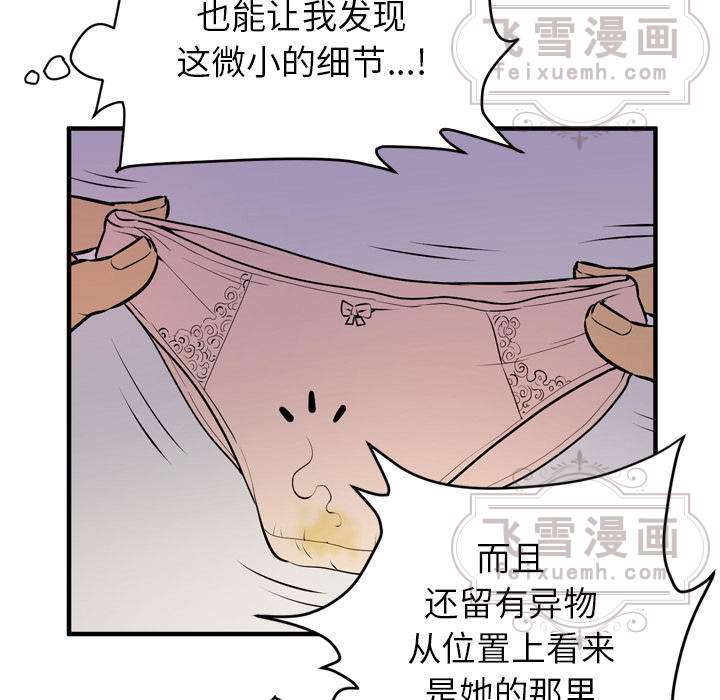 也能让我发现
这微小的细节...!
飞雪漫画
feixuemh.com
飞雪漫画
feixuemh.com
而且
还留有异物
从位置上看来
是她的那里